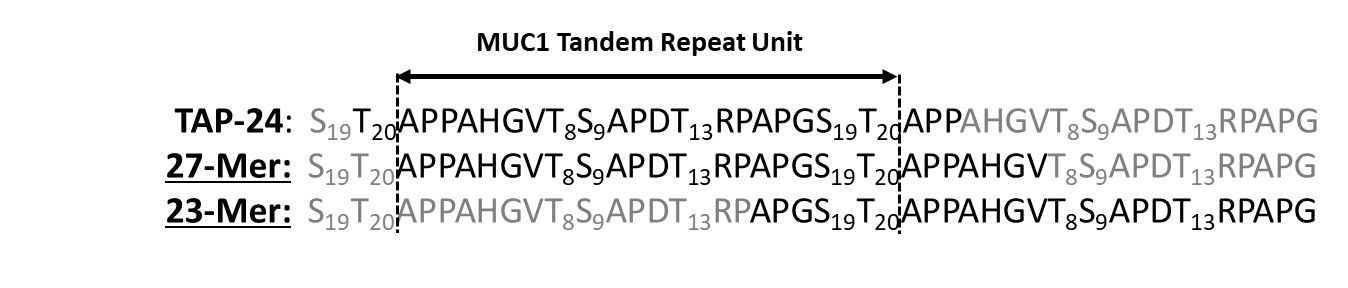 MUC1 Tandem Repeat Unit
TAP-24: S₁₉T₂₀APPAHGVT₈S₉APDT₁₃RPAPGS₁₉T₂₀APPAHGVT₈S₉APDT₁₃RPAPG
27-Mer: S₁₉T₂₀APPAHGVT₈S₉APDT₁₃RPAPGS₁₉T₂₀APPAHGVT₈S₉APDT₁₃RPAPG
23-Mer: S₁₉T₂₀APPAHGVT₈S₉APDT₁₃RPAPGS₁₉T₂₀APPAHGVT₈S₉APDT₁₃RPAPG